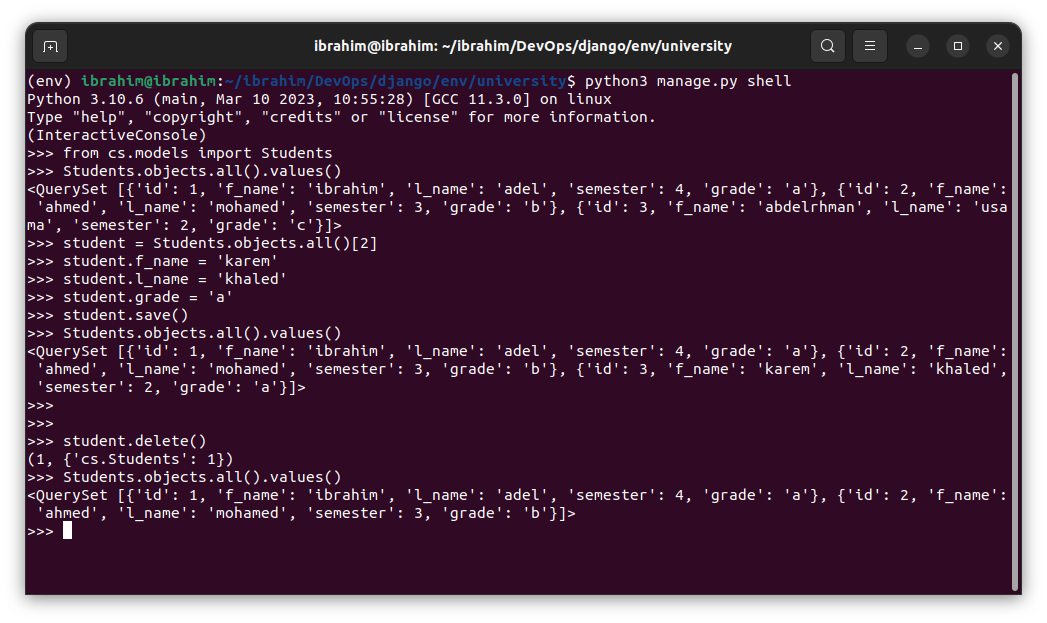 ibrahim@ibrahim: ~/ibrahim/DevOps/django/env/university
(env) ibrahim@ibrahim:~/ibrahim/DevOps/django/env/university$ python3 manage.py shell
Python 3.10.6 (main, Mar 10 2023, 10:55:28) [GCC 11.3.0] on linux
Type "help", "copyright", "credits" or "license" for more information.
(InteractiveConsole)
>>> from cs.models import Students
>>> Students.objects.all().values()
<QuerySet [{'id': 1, 'f_name': 'ibrahim', 'l_name': 'adel', 'semester': 4, 'grade': 'a'}, {'id': 2, 'f_name':
 'ahmed', 'l_name': 'mohamed', 'semester': 3, 'grade': 'b'}, {'id': 3, 'f_name': 'abdelrhman', 'l_name': 'usa
ma', 'semester': 2, 'grade': 'c'}]>
>>> student = Students.objects.all()[2]
>>> student.f_name = 'karem'
>>> student.l_name = 'khaled'
>>> student.grade = 'a'
>>> student.save()
>>> Students.objects.all().values()
<QuerySet [{'id': 1, 'f_name': 'ibrahim', 'l_name': 'adel', 'semester': 4, 'grade': 'a'}, {'id': 2, 'f_name':
 'ahmed', 'l_name': 'mohamed', 'semester': 3, 'grade': 'b'}, {'id': 3, 'f_name': 'karem', 'l_name': 'khaled',
 'semester': 2, 'grade': 'a'}]>
>>>
>>>
>>> student.delete()
(1, {'cs.Students': 1})
>>> Students.objects.all().values()
<QuerySet [{'id': 1, 'f_name': 'ibrahim', 'l_name': 'adel', 'semester': 4, 'grade': 'a'}, {'id': 2, 'f_name':
 'ahmed', 'l_name': 'mohamed', 'semester': 3, 'grade': 'b'}]>
>>>